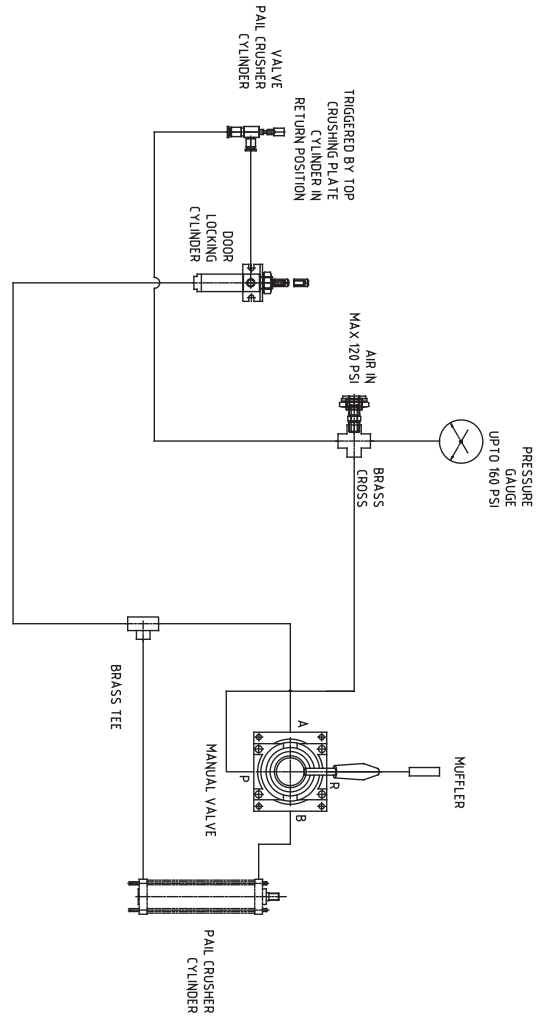 VALVE
PAIL CRUSHER
CYLINDER
TRIGGERED BY TOP
CRUSHING PLATE
CYLINDER IN
RETURN POSITION
DOOR
LOCKING
CYLINDER
AIR IN
MAX.120 PSI
PRESSURE
GAUGE
UPTO 160 PSI
BRASS
CROSS
BRASS TEE
MUFFLER
A
P
R
B
MANUAL VALVE
PAIL CRUSHER
CYLINDER